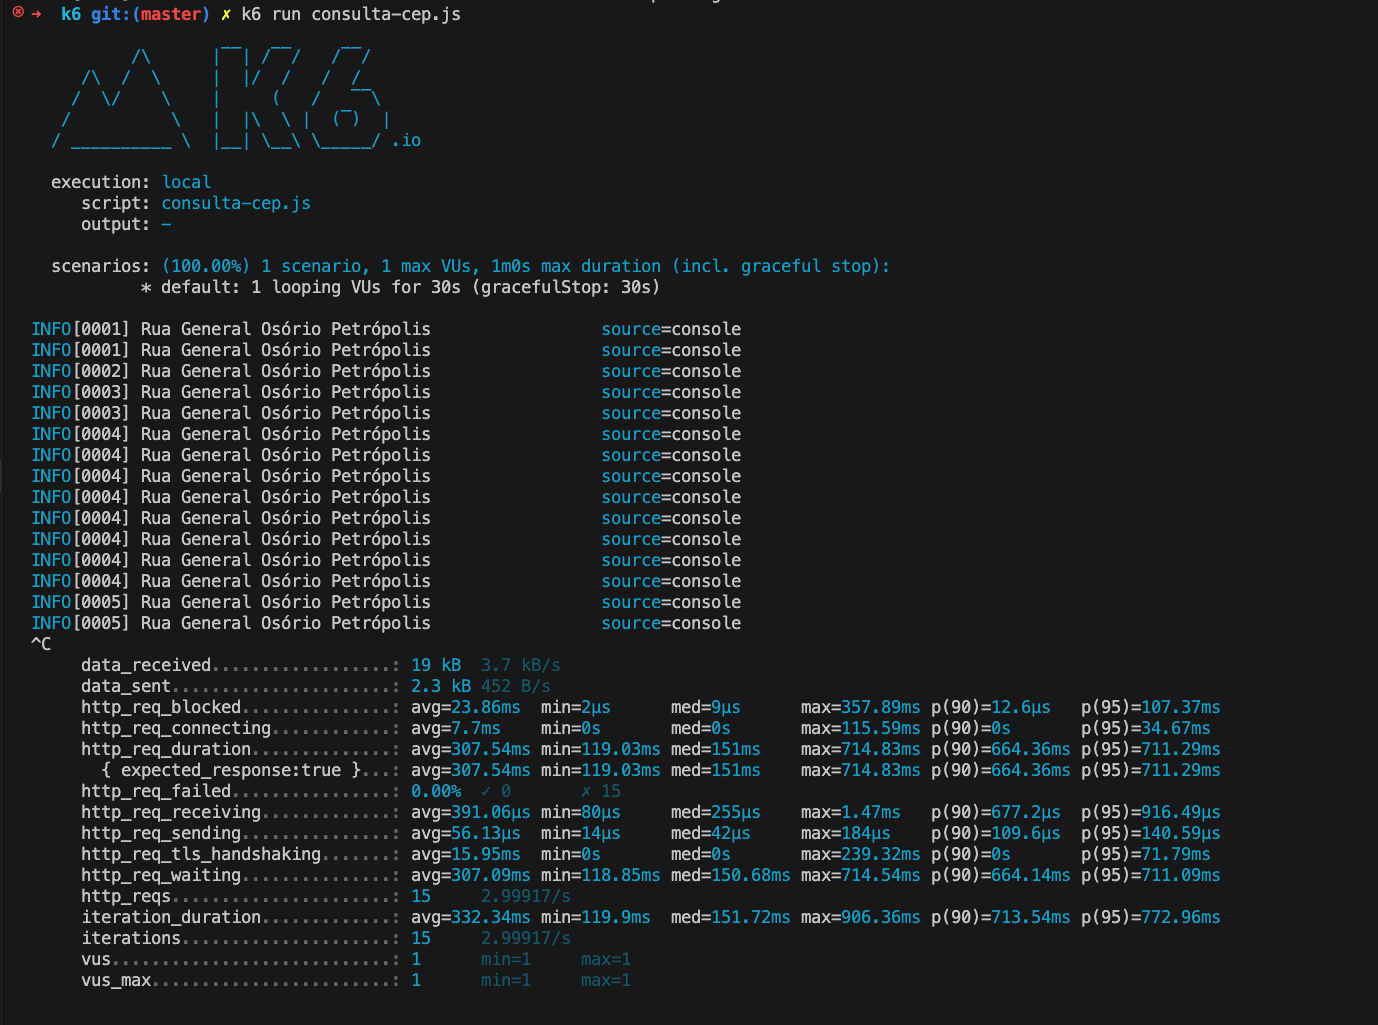 → k6 git:(master) ✗ k6 run consulta-cep.js
          /\      |‾‾| /‾‾/   /‾‾/
     /\  /  \     |  |/  /   /  /
    /  \/    \    |     (   /   ‾‾\
   /          \   |  |\  \ |  (‾)  |
  / __________ \  |__| \__\ \_____/ .io
execution: local
script: consulta-cep.js
output: -
scenarios: (100.00%) 1 scenario, 1 max VUs, 1m0s max duration (incl. graceful stop):
* default: 1 looping VUs for 30s (gracefulStop: 30s)
INFO[0001] Rua General Osório Petrópolis source=console
INFO[0001] Rua General Osório Petrópolis source=console
INFO[0002] Rua General Osório Petrópolis source=console
INFO[0003] Rua General Osório Petrópolis source=console
INFO[0003] Rua General Osório Petrópolis source=console
INFO[0004] Rua General Osório Petrópolis source=console
INFO[0004] Rua General Osório Petrópolis source=console
INFO[0004] Rua General Osório Petrópolis source=console
INFO[0004] Rua General Osório Petrópolis source=console
INFO[0004] Rua General Osório Petrópolis source=console
INFO[0004] Rua General Osório Petrópolis source=console
INFO[0004] Rua General Osório Petrópolis source=console
INFO[0004] Rua General Osório Petrópolis source=console
INFO[0005] Rua General Osório Petrópolis source=console
INFO[0005] Rua General Osório Petrópolis source=console
^C
data_received..................: 19 kB 3.7 kB/s
data_sent......................: 2.3 kB 452 B/s
http_req_blocked...............: avg=23.86ms min=2µs med=9µs max=357.89ms p(90)=12.6µs p(95)=107.37ms
http_req_connecting............: avg=7.7ms min=0s med=0s max=115.59ms p(90)=0s p(95)=34.67ms
http_req_duration..............: avg=307.54ms min=119.03ms med=151ms max=714.83ms p(90)=664.36ms p(95)=711.29ms
{ expected_response:true }...: avg=307.54ms min=119.03ms med=151ms max=714.83ms p(90)=664.36ms p(95)=711.29ms
http_req_failed................: 0.00% ✓ 0 ✗ 15
http_req_receiving.............: avg=391.06µs min=80µs med=255µs max=1.47ms p(90)=677.2µs p(95)=916.49µs
http_req_sending...............: avg=56.13µs min=14µs med=42µs max=184µs p(90)=109.6µs p(95)=140.59µs
http_req_tls_handshaking.......: avg=15.95ms min=0s med=0s max=239.32ms p(90)=0s p(95)=71.79ms
http_req_waiting...............: avg=307.09ms min=118.85ms med=150.68ms max=714.54ms p(90)=664.14ms p(95)=711.09ms
http_reqs......................: 15 2.99917/s
iteration_duration.............: avg=332.34ms min=119.9ms med=151.72ms max=906.36ms p(90)=713.54ms p(95)=772.96ms
iterations.....................: 15 2.99917/s
vus............................: 1 min=1 max=1
vus_max........................: 1 min=1 max=1